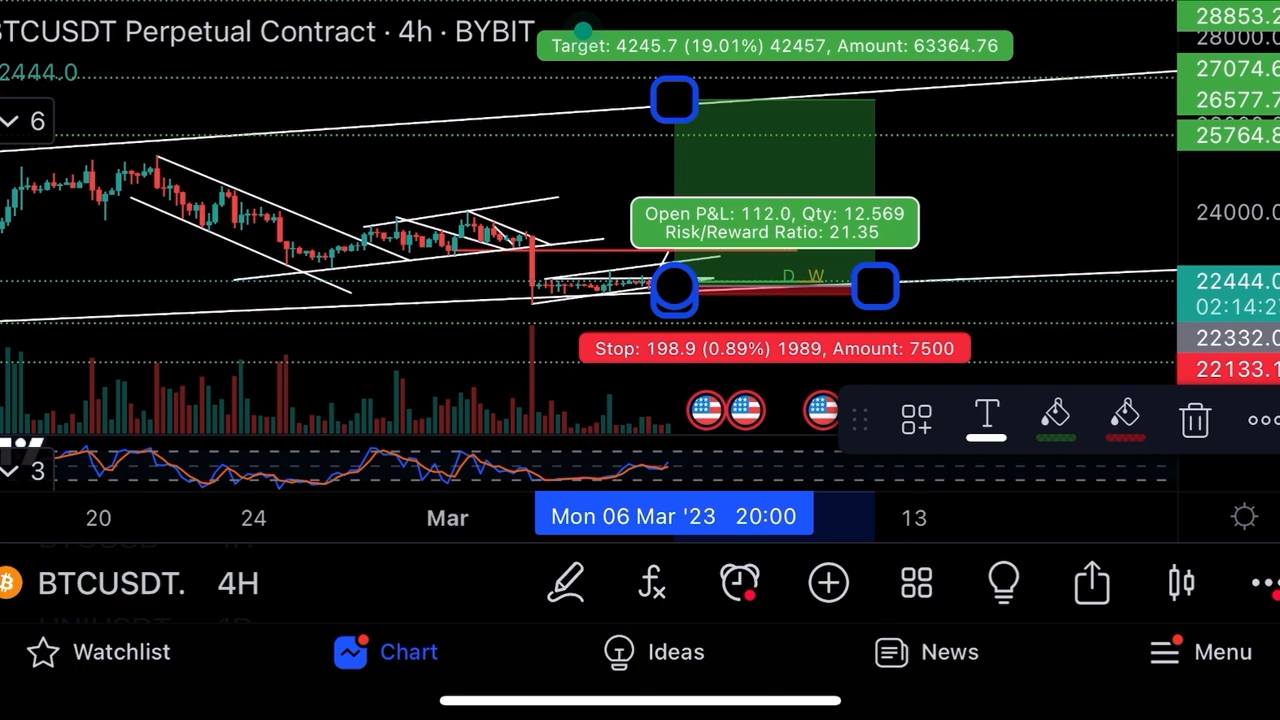 BTCUSDT Perpetual Contract · 4h · BYBIT
2444.0
6
Target: 4245.7 (19.01%) 42457, Amount: 63364.76
28853.2
28000.0
27074.6
26577.7
25764.8
Open P&L: 112.0, Qty: 12.569
Risk/Reward Ratio: 21.35
24000.0
D W
22444.0
02:14:2
22332.0
22133.1
Stop: 198.9 (0.89%) 1989, Amount: 7500
T
3
20 24 Mar Mon 06 Mar '23 20:00 13
BTCUSDT. 4H
Watchlist Chart Ideas News Menu